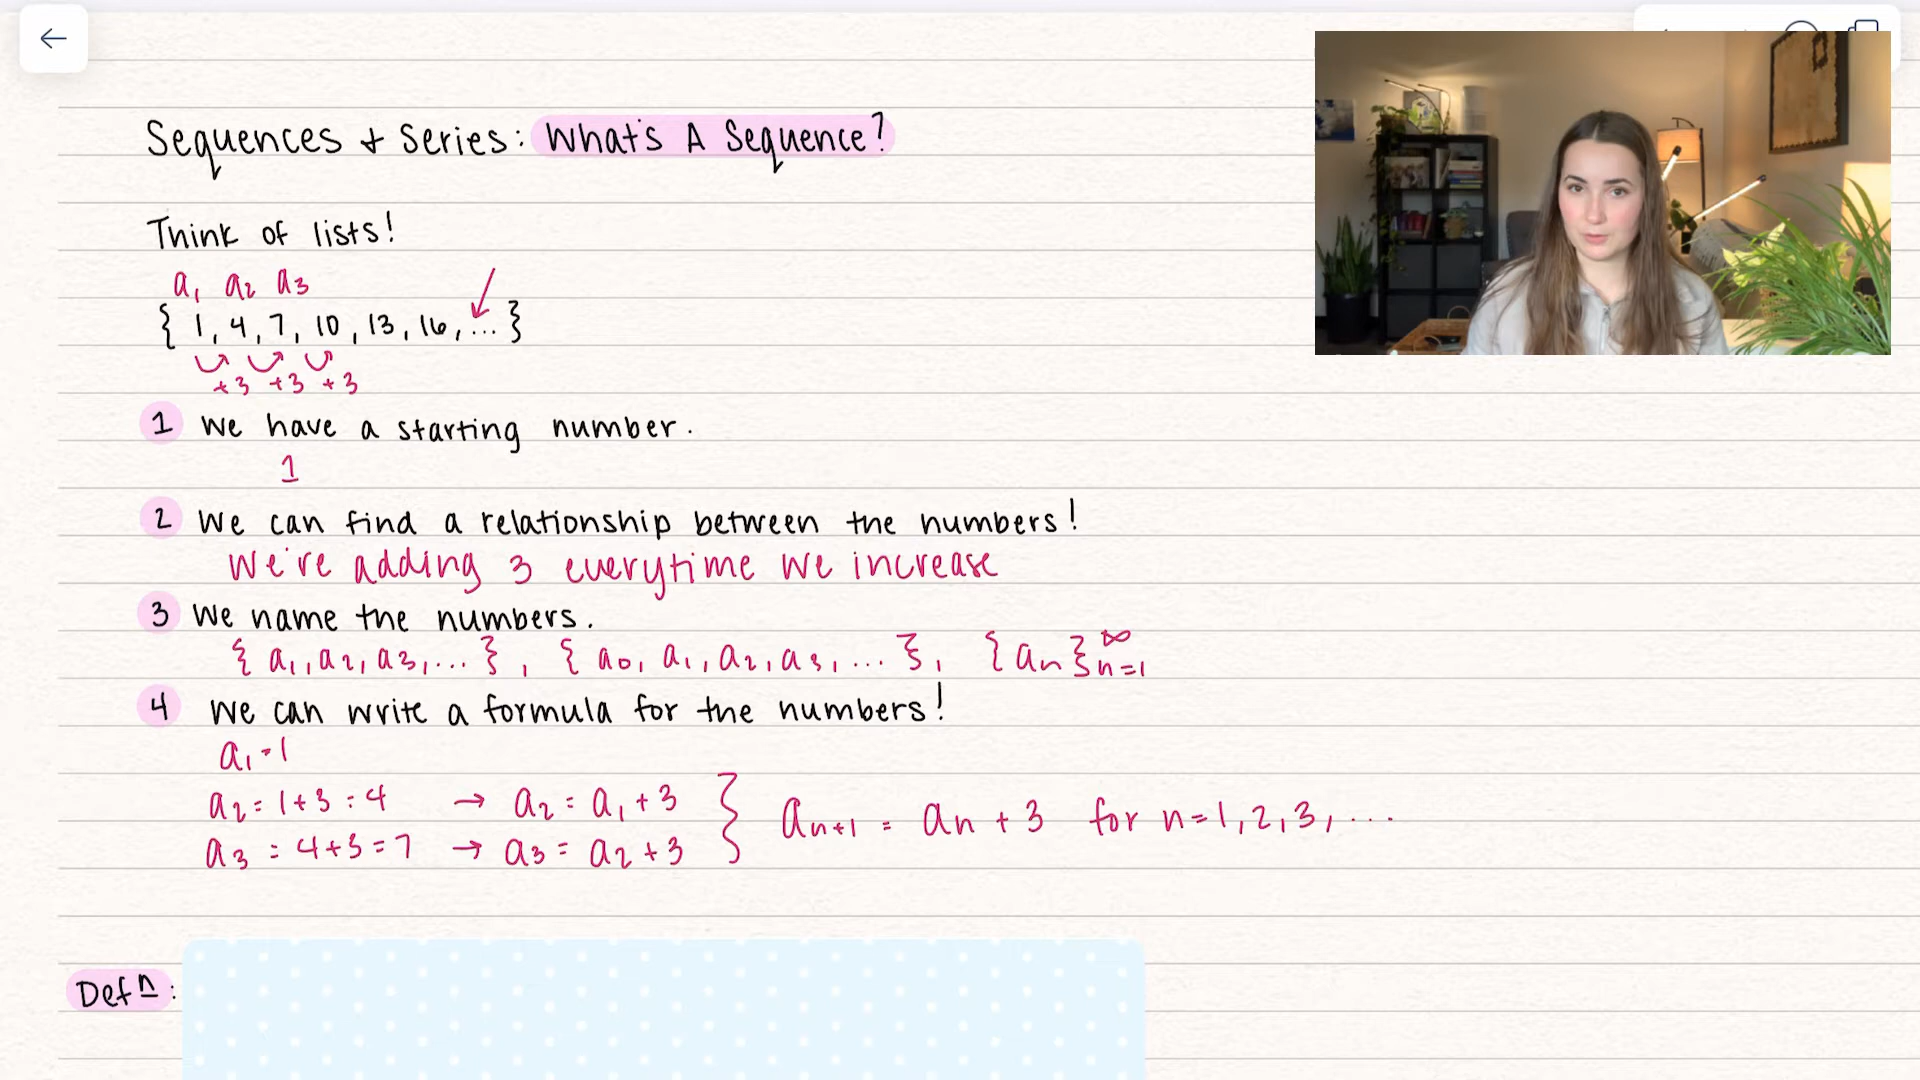 Sequences + Series: What's A Sequence?
Think of lists!
a₁ a₂ a₃
{ 1, 4, 7, 10, 13, 16, ... }
+3 +3 +3
1 We have a starting number.
1
2 We can find a relationship between the numbers!
We're adding 3 everytime we increase
3 We name the numbers.
{ a₁, a₂, a₃, ... }, { a₀, a₁, a₂, a₃, ... }, {aₙ}ₙ₌₁^∞
4 We can write a formula for the numbers!
a₁ = 1
a₂ = 1+3 = 4 → a₂ = a₁ + 3 } aₙ₊₁ = aₙ + 3 for n=1,2,3,...
a₃ = 4+3 = 7 → a₃ = a₂ + 3
Defn: